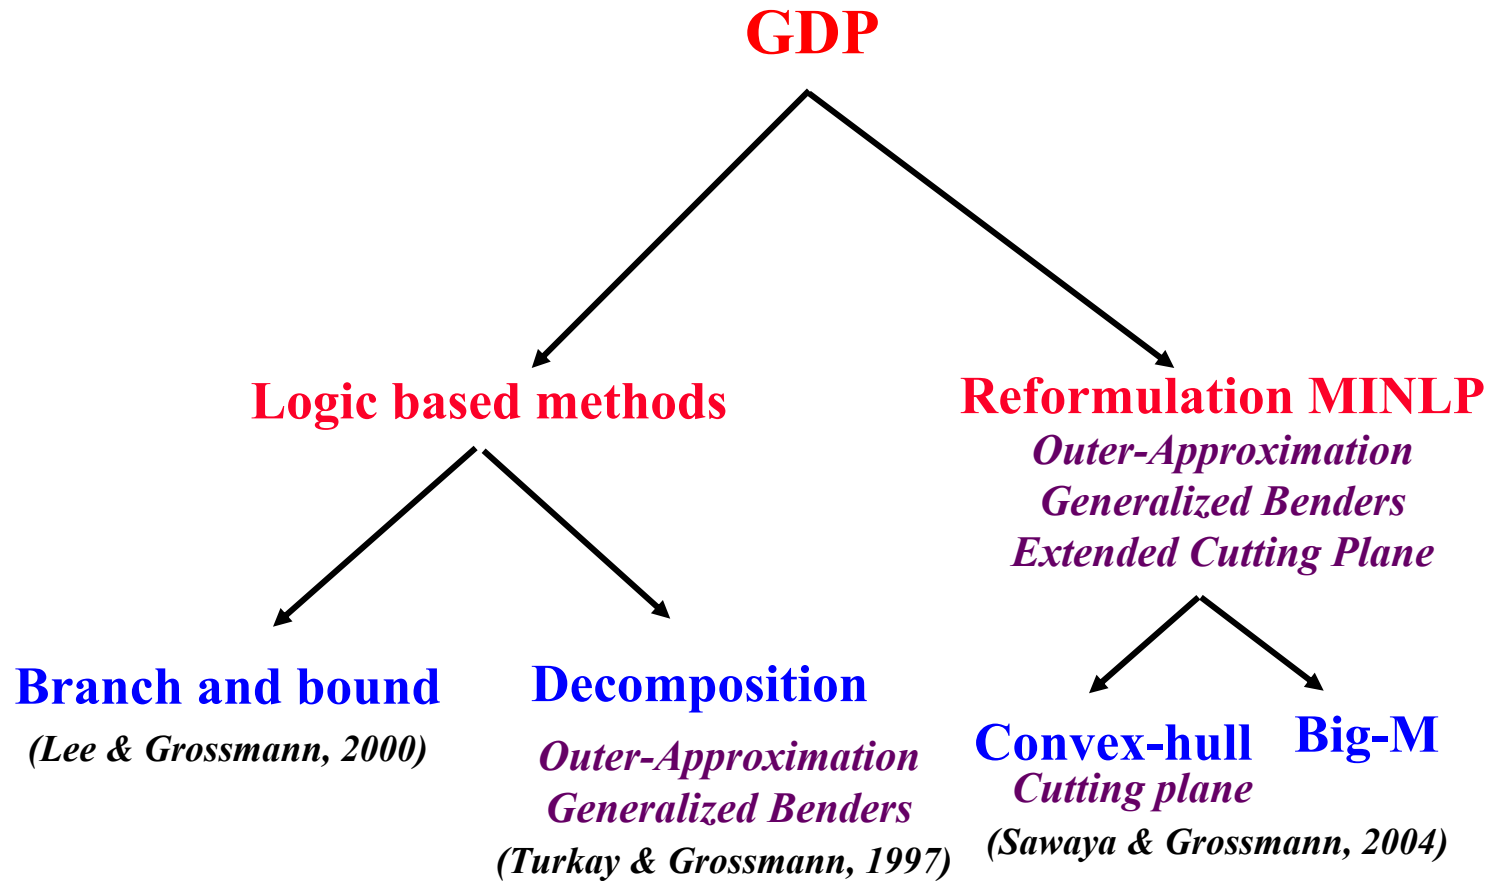 GDP
Logic based methods
Reformulation MINLP
Outer-Approximation
Generalized Benders
Extended Cutting Plane
Branch and bound
(Lee & Grossmann, 2000)
Decomposition
Outer-Approximation
Generalized Benders
(Turkay & Grossmann, 1997)
Convex-hull
Cutting plane
Big-M
(Sawaya & Grossmann, 2004)